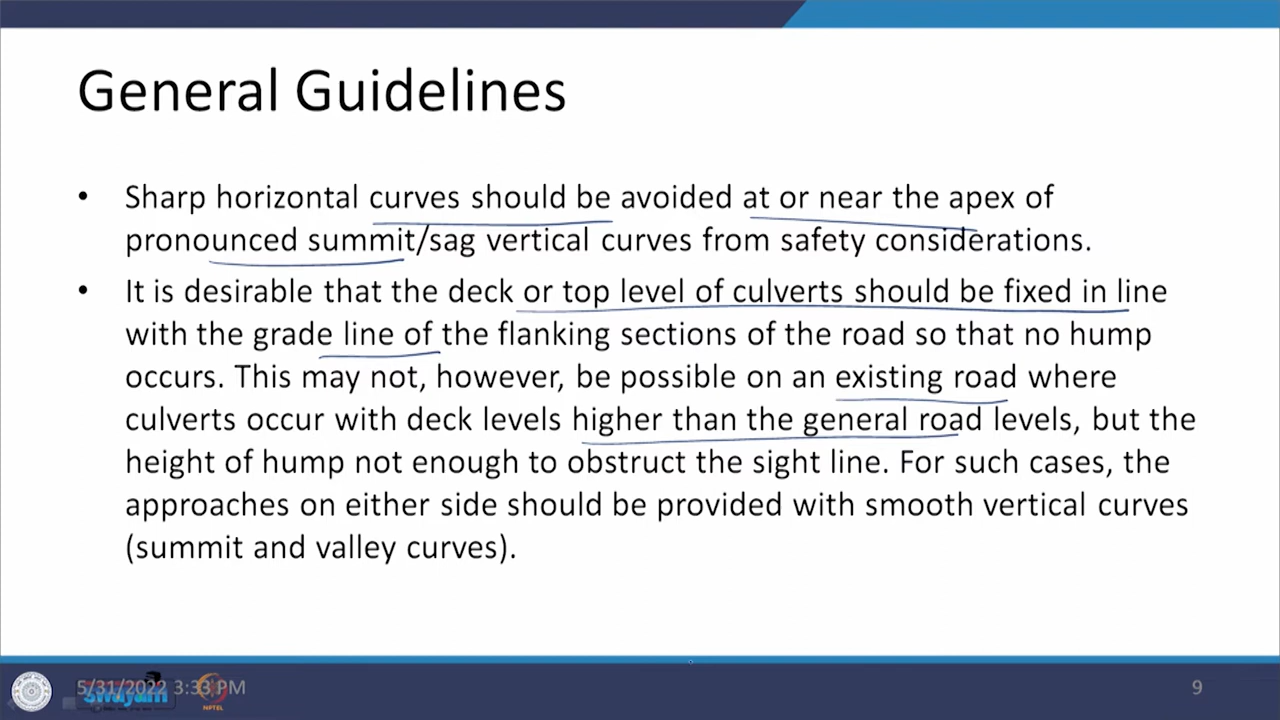 General Guidelines
• Sharp horizontal curves should be avoided at or near the apex of
pronounced summit/sag vertical curves from safety considerations.
• It is desirable that the deck or top level of culverts should be fixed in line
with the grade line of the flanking sections of the road so that no hump
occurs. This may not, however, be possible on an existing road where
culverts occur with deck levels higher than the general road levels, but the
height of hump not enough to obstruct the sight line. For such cases, the
approaches on either side should be provided with smooth vertical curves
(summit and valley curves).
5/31/2022 3:33 PM
swayam
NPTEL
9